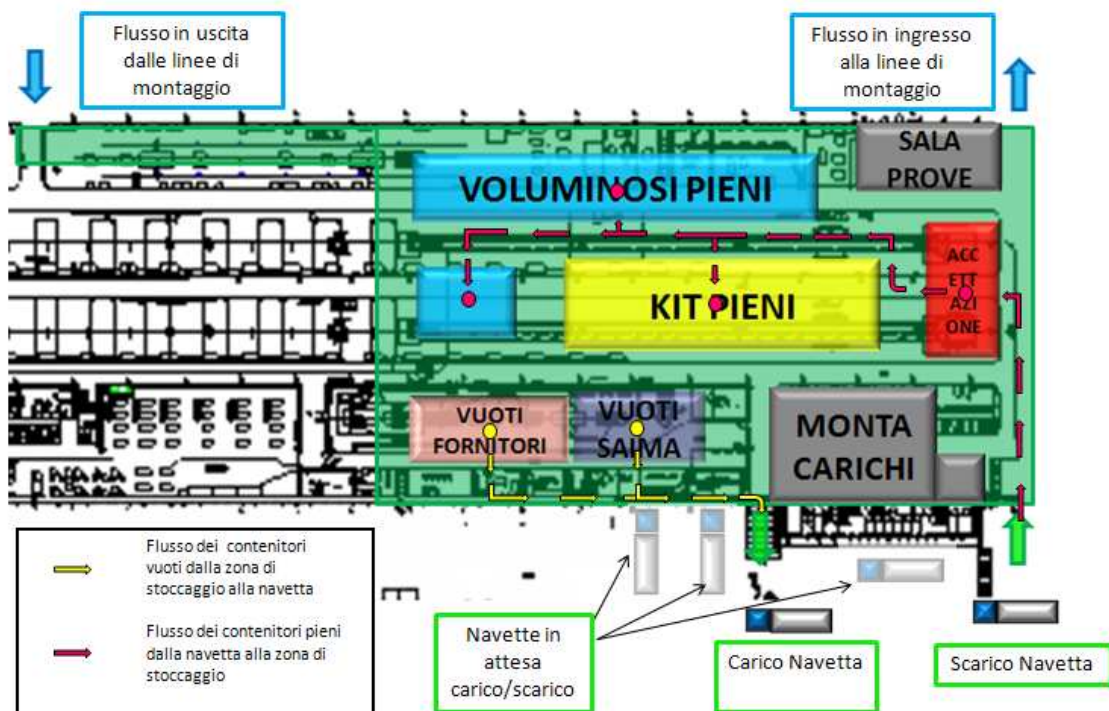 Flusso in uscita
dalle linee di
montaggio
Flusso in ingresso
alla linee di
montaggio
SALA
PROVE
VOLUMINOSI PIENI
ACC
ETT
AZI
ONE
KIT PIENI
VUOTI
FORNITORI
VUOTI
SAIMA
MONTA
CARICHI
Flusso dei contenitori
vuoti dalla zona di
stoccaggio alla navetta
Flusso dei contenitori pieni
dalla navetta alla zona di
stoccaggio
Navette in
attesa
carico/scarico
Carico Navetta
Scarico Navetta